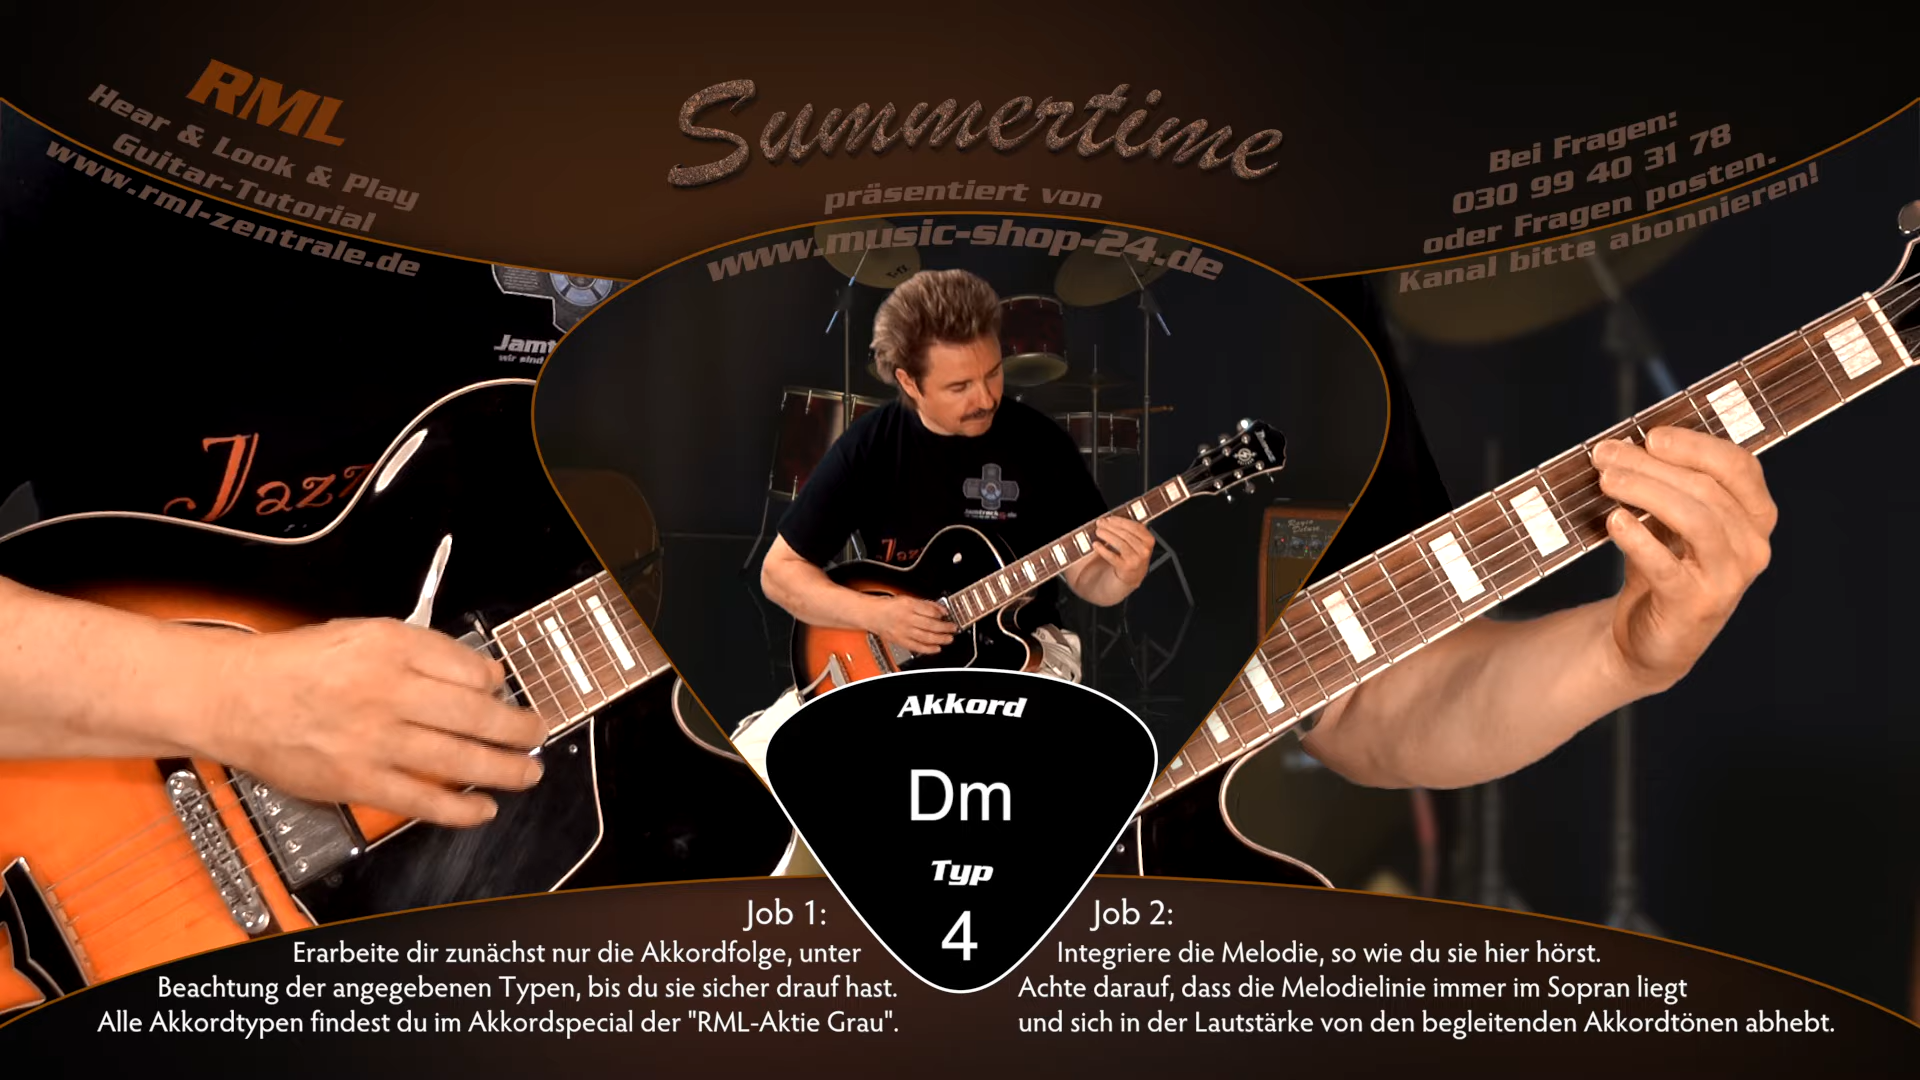 RML
Hear & Look & Play
Guitar-Tutorial
www.rml-zentrale.de
Summertime
präsentiert von
www.music-shop-24.de
Bei Fragen:
030 99 40 31 78
oder Fragen posten.
Kanal bitte abonnieren!
Jazz
Akkord
Dm
Typ
4
Job 1:
Erarbeite dir zunächst nur die Akkordfolge, unter
Beachtung der angegebenen Typen, bis du sie sicher drauf hast.
Alle Akkordtypen findest du im Akkordspecial der "RML-Aktie Grau".
Job 2:
Integriere die Melodie, so wie du sie hier hörst.
Achte darauf, dass die Melodielinie immer im Sopran liegt
und sich in der Lautstärke von den begleitenden Akkordtönen abhebt.